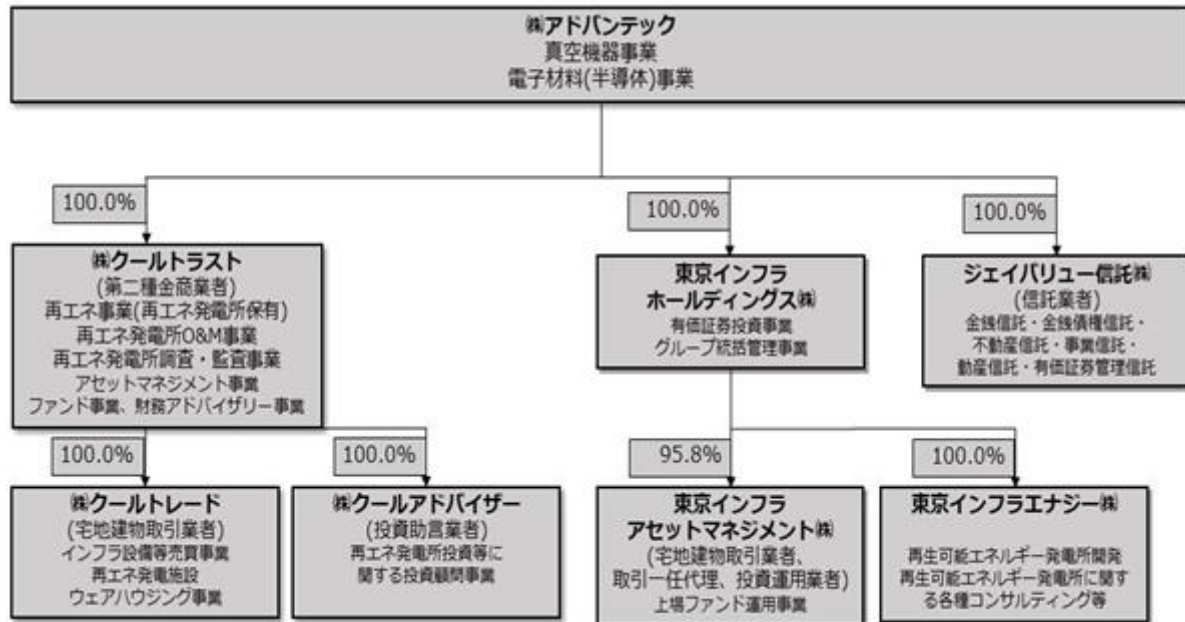 ㈱アドバンテック
真空機器事業
電子材料(半導体)事業
100.0%
100.0%
100.0%
㈱クールトラスト
(第二種金商業者)
再エネ事業(再エネ発電所保有)
再エネ発電所O&M事業
再エネ発電所調査・監査事業
アセットマネジメント事業
ファンド事業、財務アドバイザリー事業
東京インフラ
ホールディングス㈱
有価証券投資事業
グループ統括管理事業
ジェイバリュー信託㈱
(信託業者)
金銭信託・金銭債権信託・
不動産信託・事業信託・
動産信託・有価証券管理信託
100.0%
100.0%
95.8%
100.0%
㈱クールトレード
(宅地建物取引業者)
インフラ設備等売買事業
再エネ発電施設
ウェアハウジング事業
㈱クールアドバイザー
(投資助言業者)
再エネ発電所投資等に
関する投資顧問事業
東京インフラ
アセットマネジメント㈱
(宅地建物取引業者、
取引一任代理、投資運用業者)
上場ファンド運用事業
東京インフラエナジー㈱
再生可能エネルギー発電所開発
再生可能エネルギー発電所に関す
る各種コンサルティング等